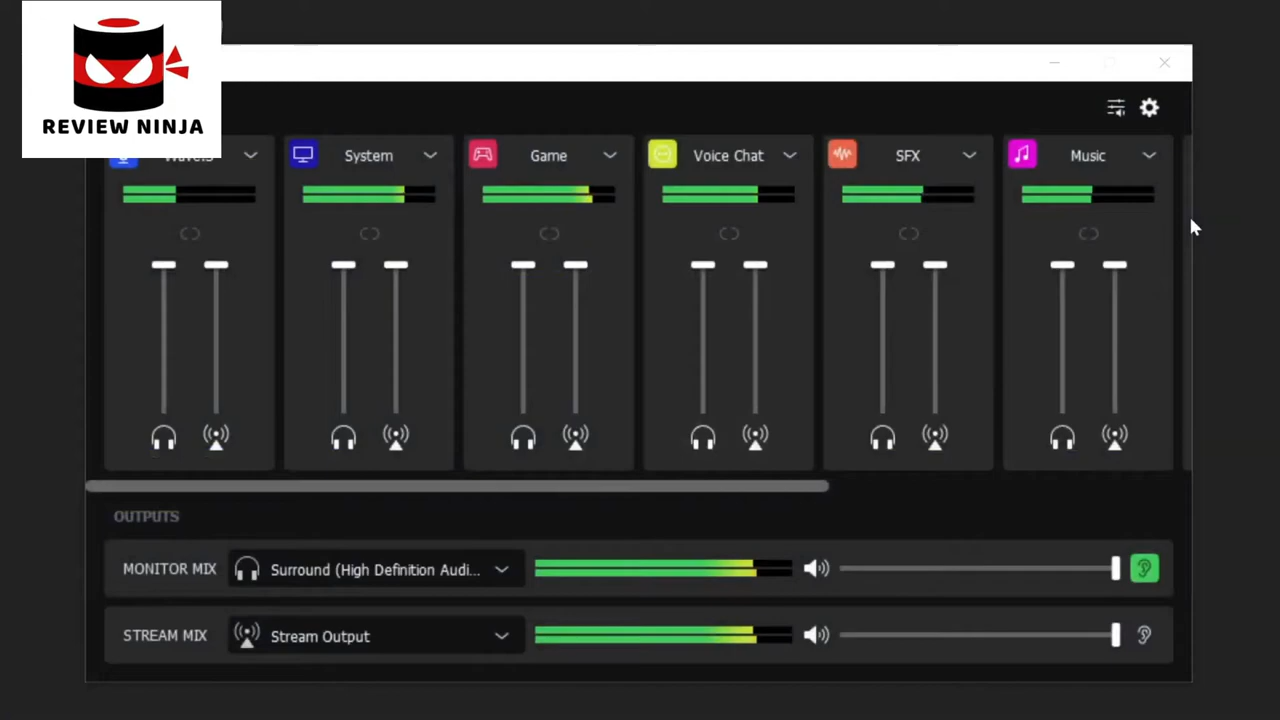 REVIEW NINJA
System
Game
Voice Chat
SFX
Music
OUTPUTS
MONITOR MIX
Surround (High Definition Audi...
STREAM MIX
Stream Output